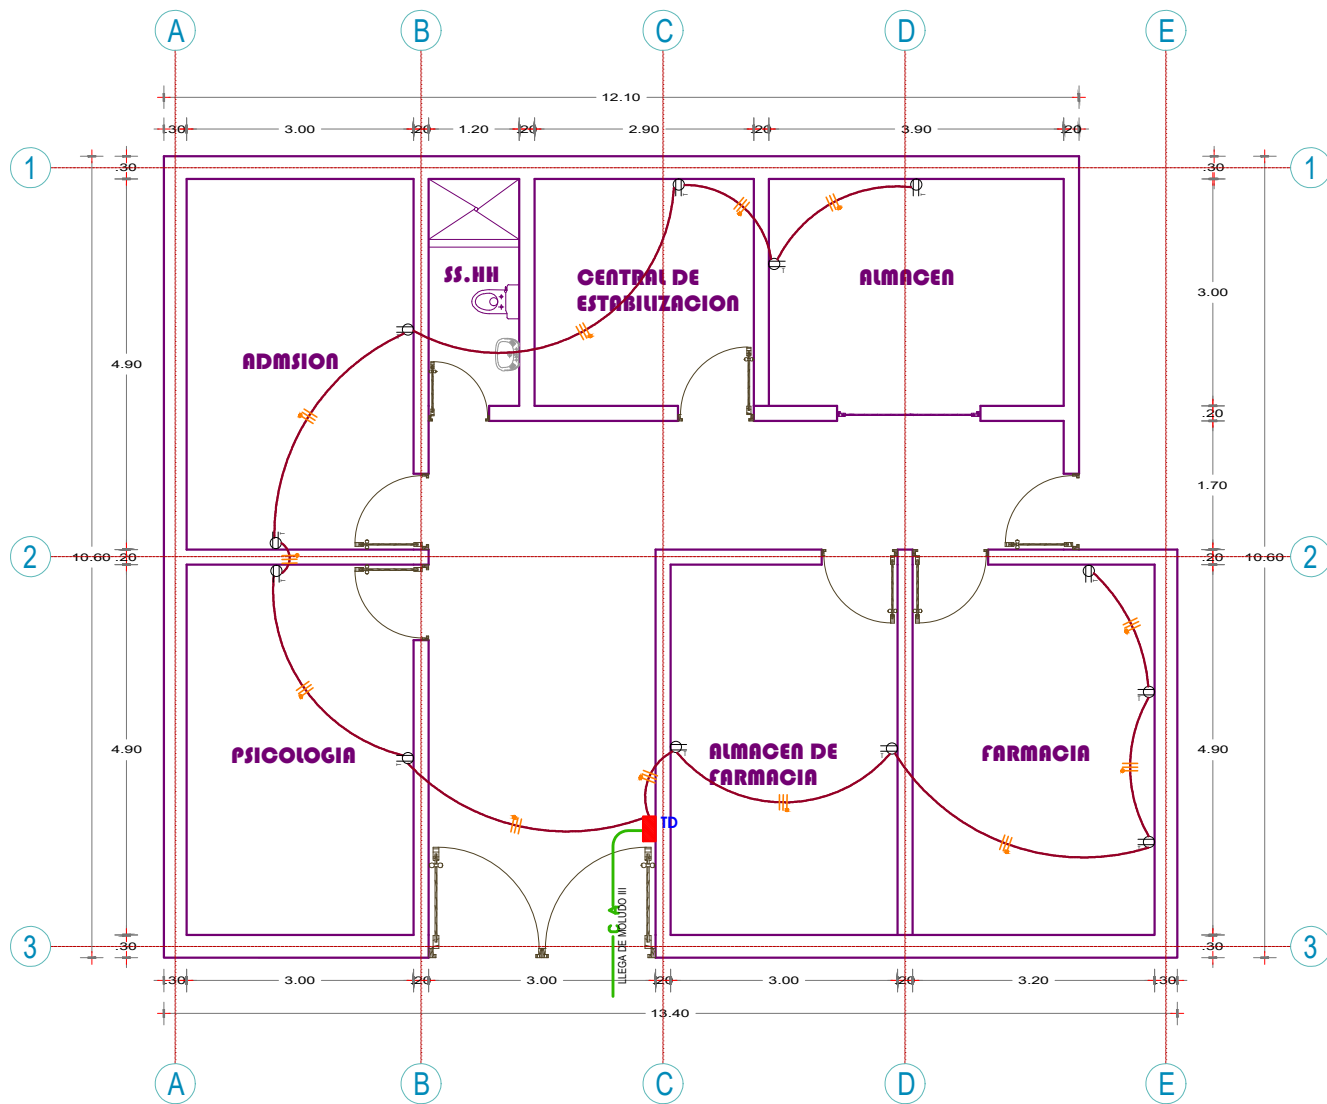 A B C D E
12.10
.30 3.00 .20 1.20 .20 2.90 .20 3.90 .20
1 1
.30 .30
SS.HH
CENTRAL DE
ESTABILIZACION
ALMACEN
3.00
ADMSION
4.90
.20
1.70
2 10.60 .20 .20 10.60 2
PSICOLOGIA
ALMACEN DE
FARMACIA
FARMACIA
4.90 4.90
TD
C A
LLEGA DE MOLUDO III
3 .30 .30 3
.30 3.00 .20 3.00 .20 3.00 .20 3.20 .30
13.40
A B C D E